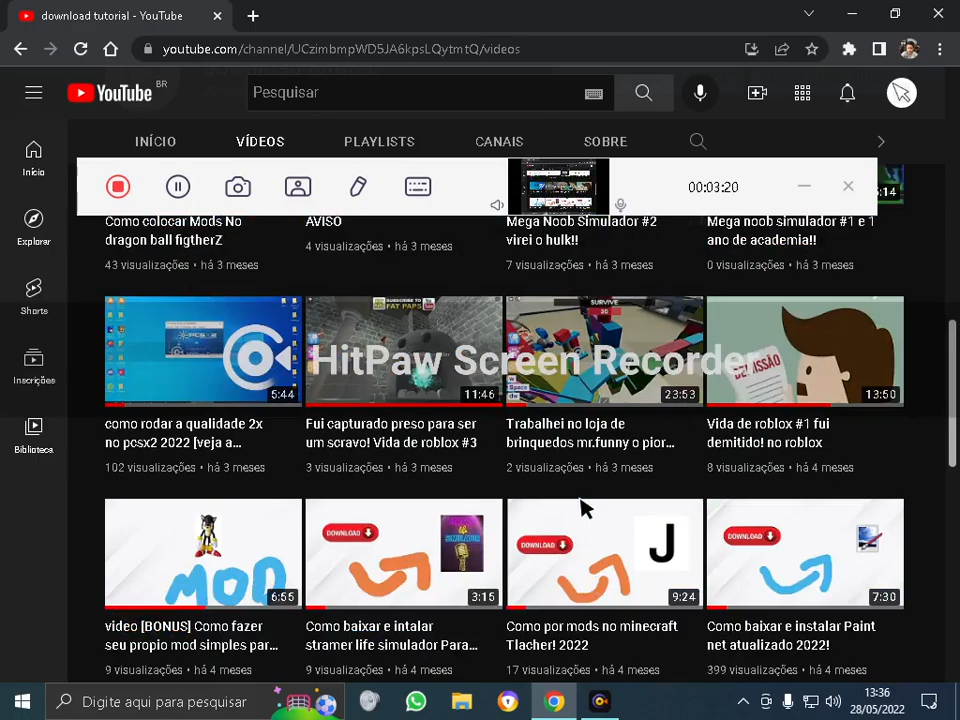 download tutorial - YouTube
youtube.com/channel/UCzimbmpWD5JA6kpsLQytmtQ/videos
YouTube BR
Pesquisar
INÍCIO VÍDEOS PLAYLISTS CANAIS SOBRE
Início
Explorar
Shorts
Inscrições
Biblioteca
00:03:20
5:14
Como colocar Mods No
dragon ball figtherZ
43 visualizações • há 3 meses
AVISO
4 visualizações • há 3 meses
Mega Noob Simulador #2
virei o hulk!!
7 visualizações • há 3 meses
Mega noob simulador #1 e 1
ano de academia!!
0 visualizações • há 3 meses
HitPaw Screen Recorder
SUBSCRIBE TO
FAT PAPS
SURVIVE
30
5:44
11:46
23:53
13:50
como rodar a qualidade 2x
no pcsx2 2022 [veja a...
102 visualizações • há 3 meses
Fui capturado preso para ser
um scravo! Vida de roblox #3
3 visualizações • há 3 meses
Trabalhei no loja de
brinquedos mr.funny o pior...
2 visualizações • há 3 meses
Vida de roblox #1 fui
demitido! no roblox
8 visualizações • há 4 meses
MOD
6:55
DOWNLOAD
3:15
DOWNLOAD
J
9:24
DOWNLOAD
7:30
video [BONUS] Como fazer
seu propio mod simples par...
9 visualizações • há 4 meses
Como baixar e intalar
stramer life simulador Para...
9 visualizações • há 4 meses
Como por mods no minecraft
Tlacher! 2022
17 visualizações • há 4 meses
Como baixar e instalar Paint
net atualizado 2022!
399 visualizações • há 4 meses
Digite aqui para pesquisar
13:36
28/05/2022